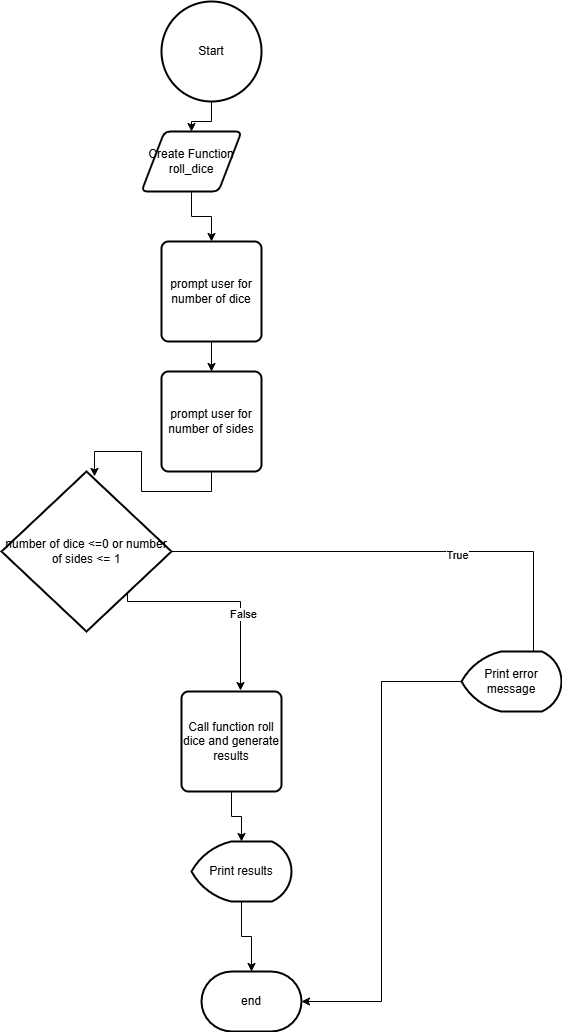 Start
Create Function
roll_dice
prompt user for
number of dice
prompt user for
number of sides
number of dice <=0 or number
of sides <= 1
True
False
Print error
message
Call function roll
dice and generate
results
Print results
end